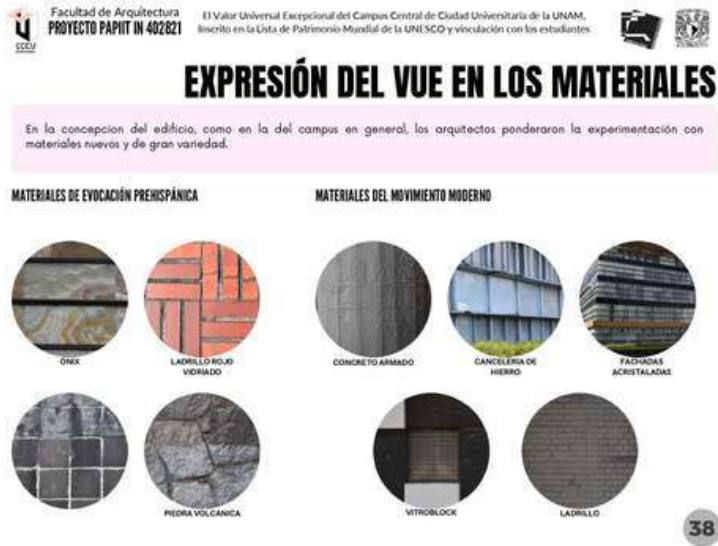 Facultad de Arquitectura
PROYECTO PAPIIT IN 402821
El Valor Universal Excepcional del Campus Central de Ciudad Universitaria de la UNAM,
Inscrito en la Lista de Patrimonio Mundial de la UNESCO y vinculación con los estudiantes
CCCU
EXPRESIÓN DEL VUE EN LOS MATERIALES
En la concepcion del edificio, como en la del campus en general, los arquitectos ponderaron la experimentación con
materiales nuevos y de gran variedad.
MATERIALES DE EVOCACIÓN PREHISPÁNICA
MATERIALES DEL MOVIMIENTO MODERNO
ONIX
LADRILLO ROJO
VIDRIADO
CONCRETO ARMADO
CANCELERIA DE
HIERRO
FACHADAS
ACRISTALADAS
PIEDRA VOLCÁNICA
VITROBLOCK
LADRILLO
38